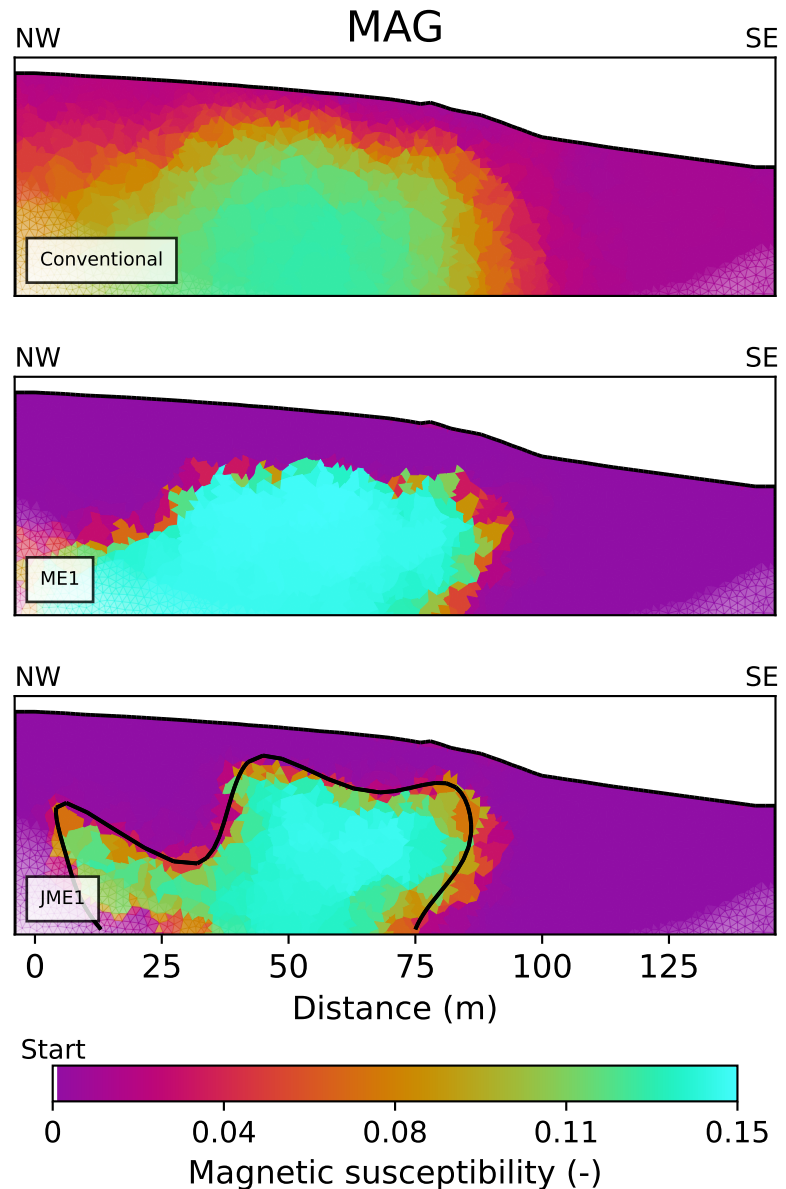 MAG
NW SE
Conventional
NW SE
ME1
NW SE
JME1
0 25 50 75 100 125
Distance (m)
Start
0 0.04 0.08 0.11 0.15
Magnetic susceptibility (-)